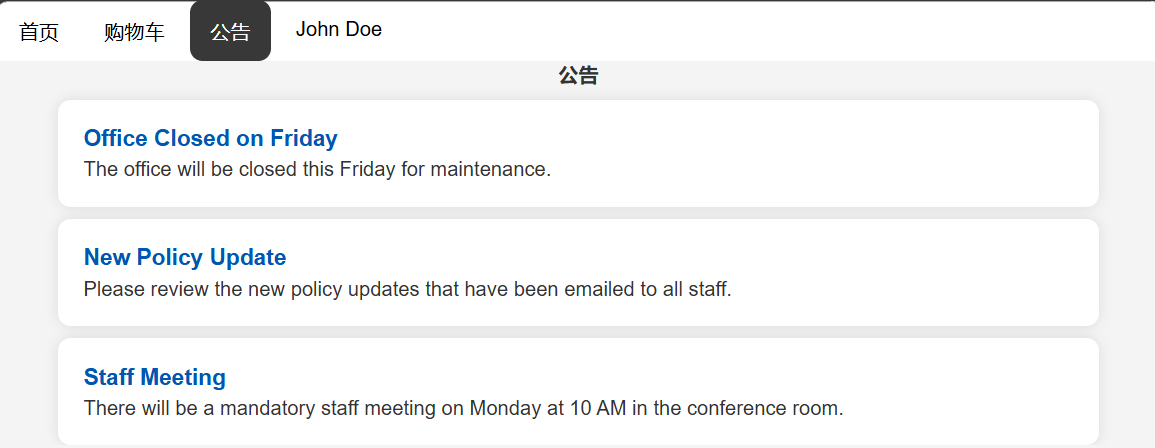 首页 购物车 公告 John Doe
公告
Office Closed on Friday
The office will be closed this Friday for maintenance.
New Policy Update
Please review the new policy updates that have been emailed to all staff.
Staff Meeting
There will be a mandatory staff meeting on Monday at 10 AM in the conference room.